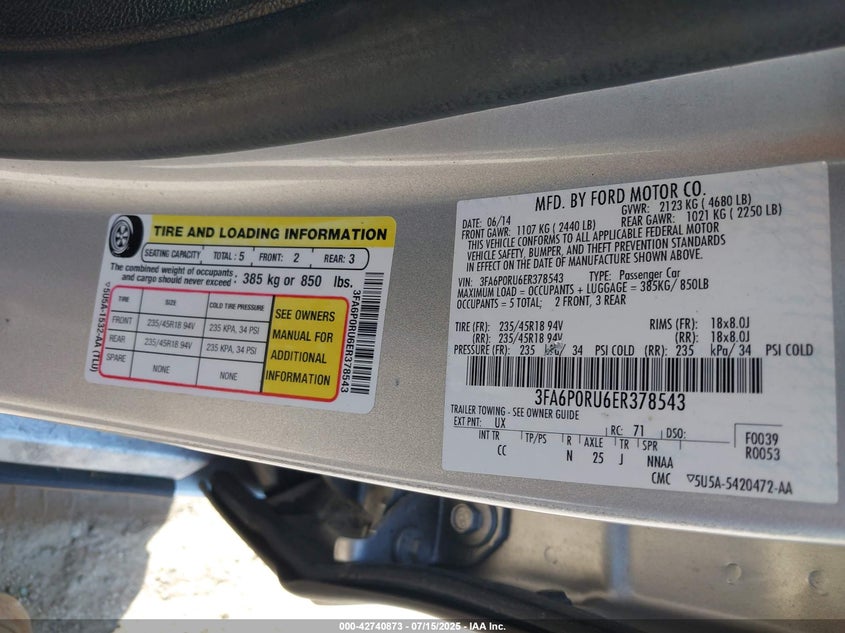 TIRE AND LOADING INFORMATION
SEATING CAPACITY TOTAL: 5 FRONT: 2 REAR: 3
The combined weight of occupants, and cargo should never exceed: 385 kg or 850 lbs.
TIRE SIZE COLD TIRE PRESSURE
FRONT 235/45R18 94V 235 KPA, 34 PSI
REAR 235/45R18 94V 235 KPA, 34 PSI
SPARE NONE NONE
SEE OWNERS
MANUAL FOR
ADDITIONAL
INFORMATION
3FA6P0RU6ER378543
▽5U5A-1532-AA (TLU)
MFD. BY FORD MOTOR CO.
DATE: 06/14 GVWR: 2123 KG ( 4680 LB)
FRONT GAWR: 1107 KG ( 2440 LB) REAR GAWR: 1021 KG ( 2250 LB)
THIS VEHICLE CONFORMS TO ALL APPLICABLE FEDERAL MOTOR
VEHICLE SAFETY, BUMPER, AND THEFT PREVENTION STANDARDS
IN EFFECT ON THE DATE OF MANUFACTURE SHOWN ABOVE.
VIN: 3FA6P0RU6ER378543 TYPE: Passenger Car
MAXIMUM LOAD = OCCUPANTS + LUGGAGE = 385KG/ 850LB
OCCUPANTS = 5 TOTAL; 2 FRONT, 3 REAR
TIRE (FR): 235/45R18 94V RIMS (FR): 18x8.0J
(RR): 235/45R18 94V (RR): 18x8.0J
PRESSURE (FR): 235 kPa/ 34 PSI COLD (RR): 235 kPa/ 34 PSI COLD
3FA6P0RU6ER378543
TRAILER TOWING - SEE OWNER GUIDE
EXT PNT: UX RC: 71 DSO:
F0039
R0053
INT TR TP/PS R AXLE TR SPR
CC N 25 J NNAA
CMC ▽5U5A-5420472-AA
000-42740873 - 07/15/2025 - IAA Inc.